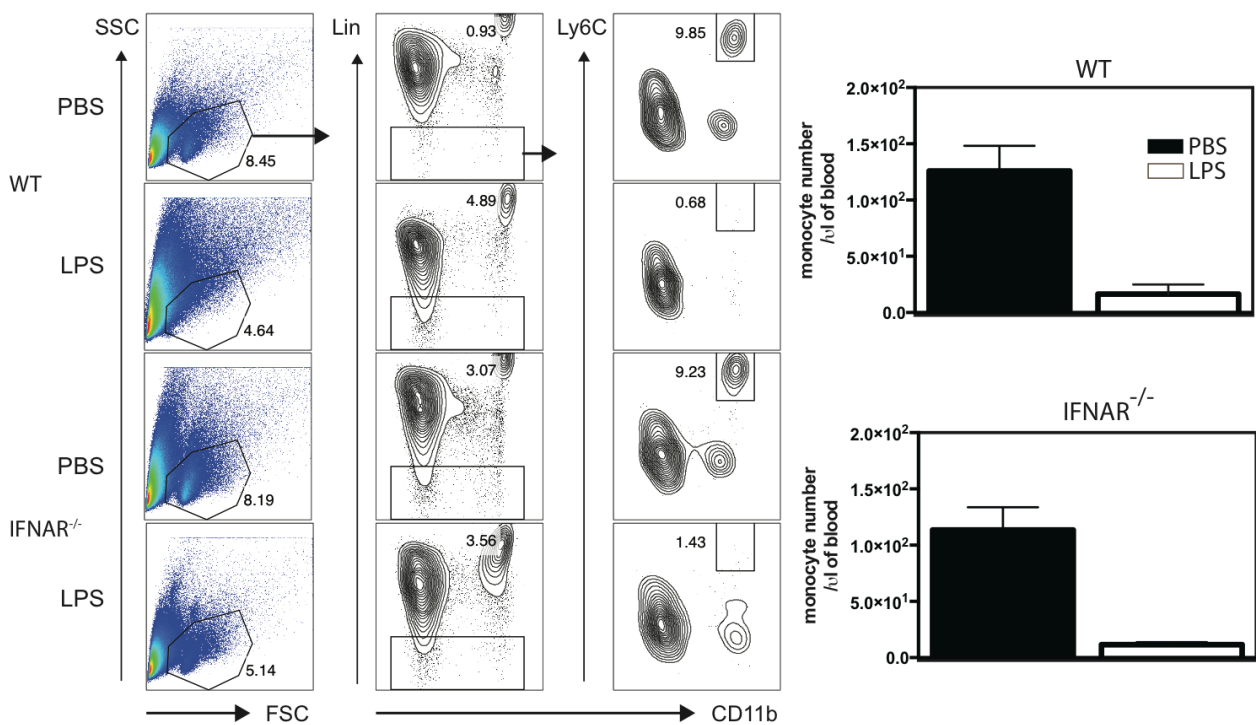 SSC
Lin
Ly6C
WT
PBS
8.45
0.93
9.85
LPS
4.64
4.89
0.68
IFNAR-/-
PBS
8.19
3.07
9.23
LPS
5.14
3.56
1.43
FSC
CD11b
WT
monocyte number
/υl of blood
2.0×10²
1.5×10²
1.0×10²
5.0×10¹
0.0
PBS
LPS
IFNAR-/-
monocyte number
/υl of blood
2.0×10²
1.5×10²
1.0×10²
5.0×10¹
0.0